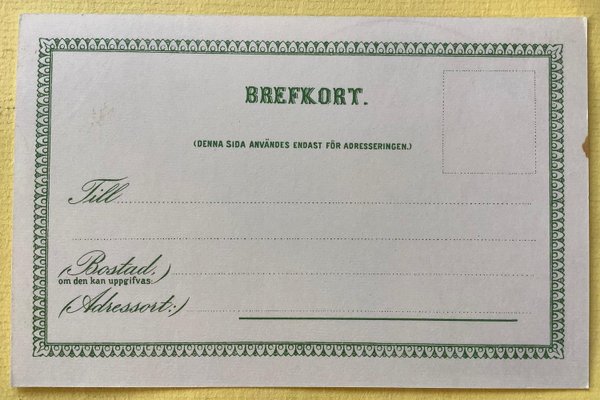 BREFKORT.
(DENNA SIDA ANVÄNDES ENDAST FÖR ADRESSERINGEN.)
Till
(Bostad,
om den kan uppgifvas:)
(Adressort:)